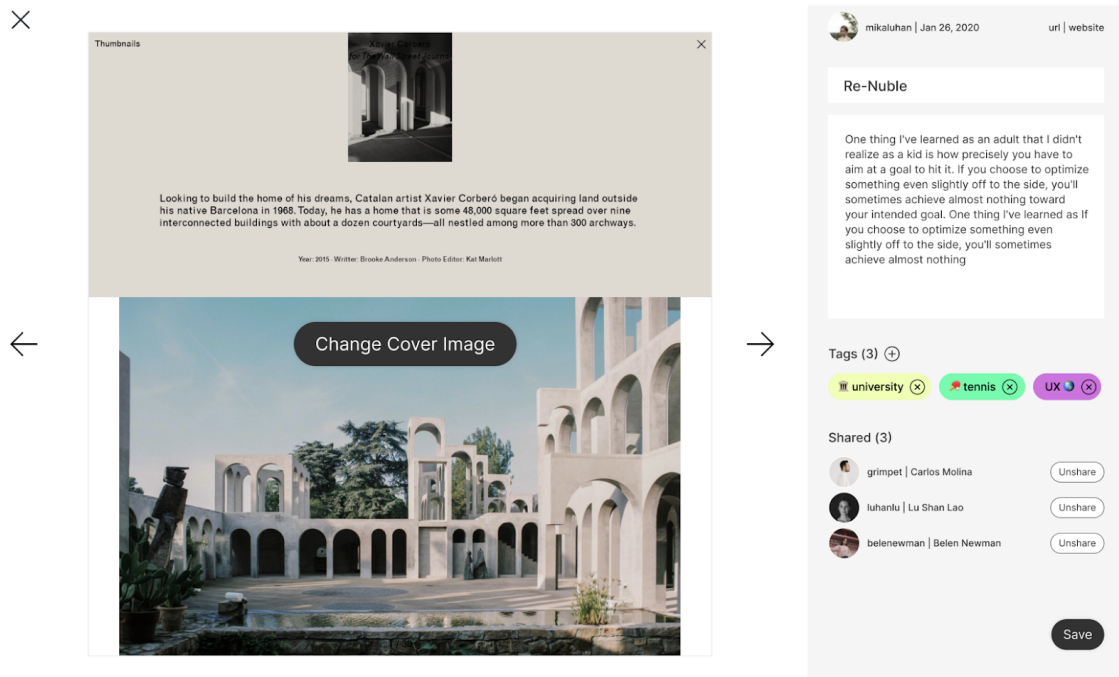 Thumbnails
Xavier Corberó
for The Wall Street Journal
Looking to build the home of his dreams, Catalan artist Xavier Corberó began acquiring land outside
his native Barcelona in 1968. Today, he has a home that is some 48,000 square feet spread over nine
interconnected buildings with about a dozen courtyards—all nestled among more than 300 archways.
Year: 2015 · Writter: Brooke Anderson · Photo Editor: Kat Marlott
Change Cover Image
mikaluhan | Jan 26, 2020
url | website
Re-Nuble
One thing I've learned as an adult that I didn't
realize as a kid is how precisely you have to
aim at a goal to hit it. If you choose to optimize
something even slightly off to the side, you'll
sometimes achieve almost nothing toward
your intended goal. One thing I've learned as If
you choose to optimize something even
slightly off to the side, you'll sometimes
achieve almost nothing
Tags (3)
university
tennis
UX
Shared (3)
grimpet | Carlos Molina
Unshare
luhanlu | Lu Shan Lao
Unshare
belenewman | Belen Newman
Unshare
Save